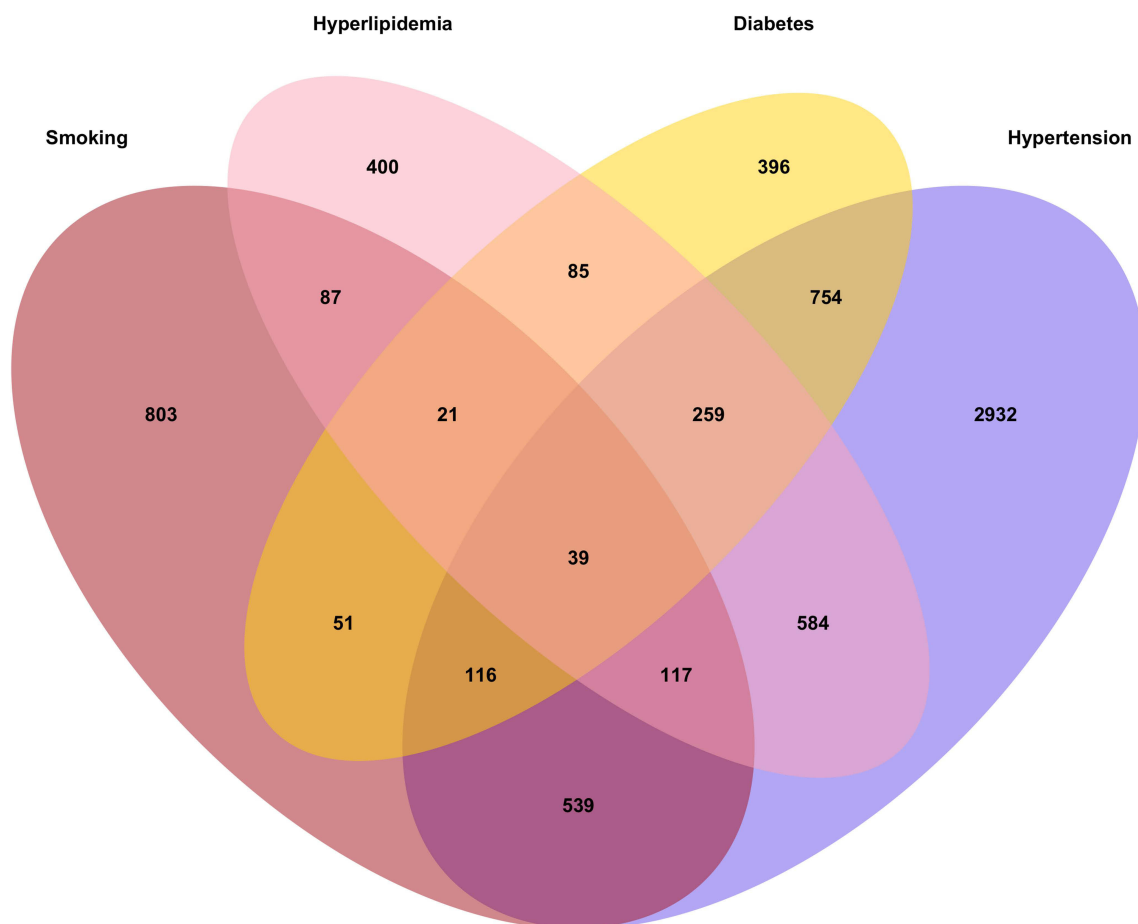 Hyperlipidemia Diabetes
Smoking Hypertension
400 396
85
87 754
803 21 259 2932
39
51 584
116 117
539